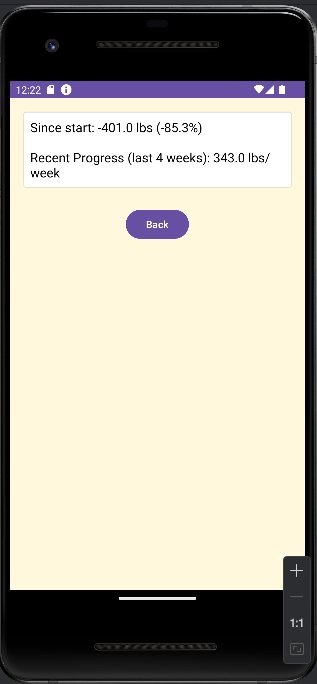 12:22
Since start: -401.0 lbs (-85.3%)
Recent Progress (last 4 weeks): 343.0 lbs/
week
Back
1:1